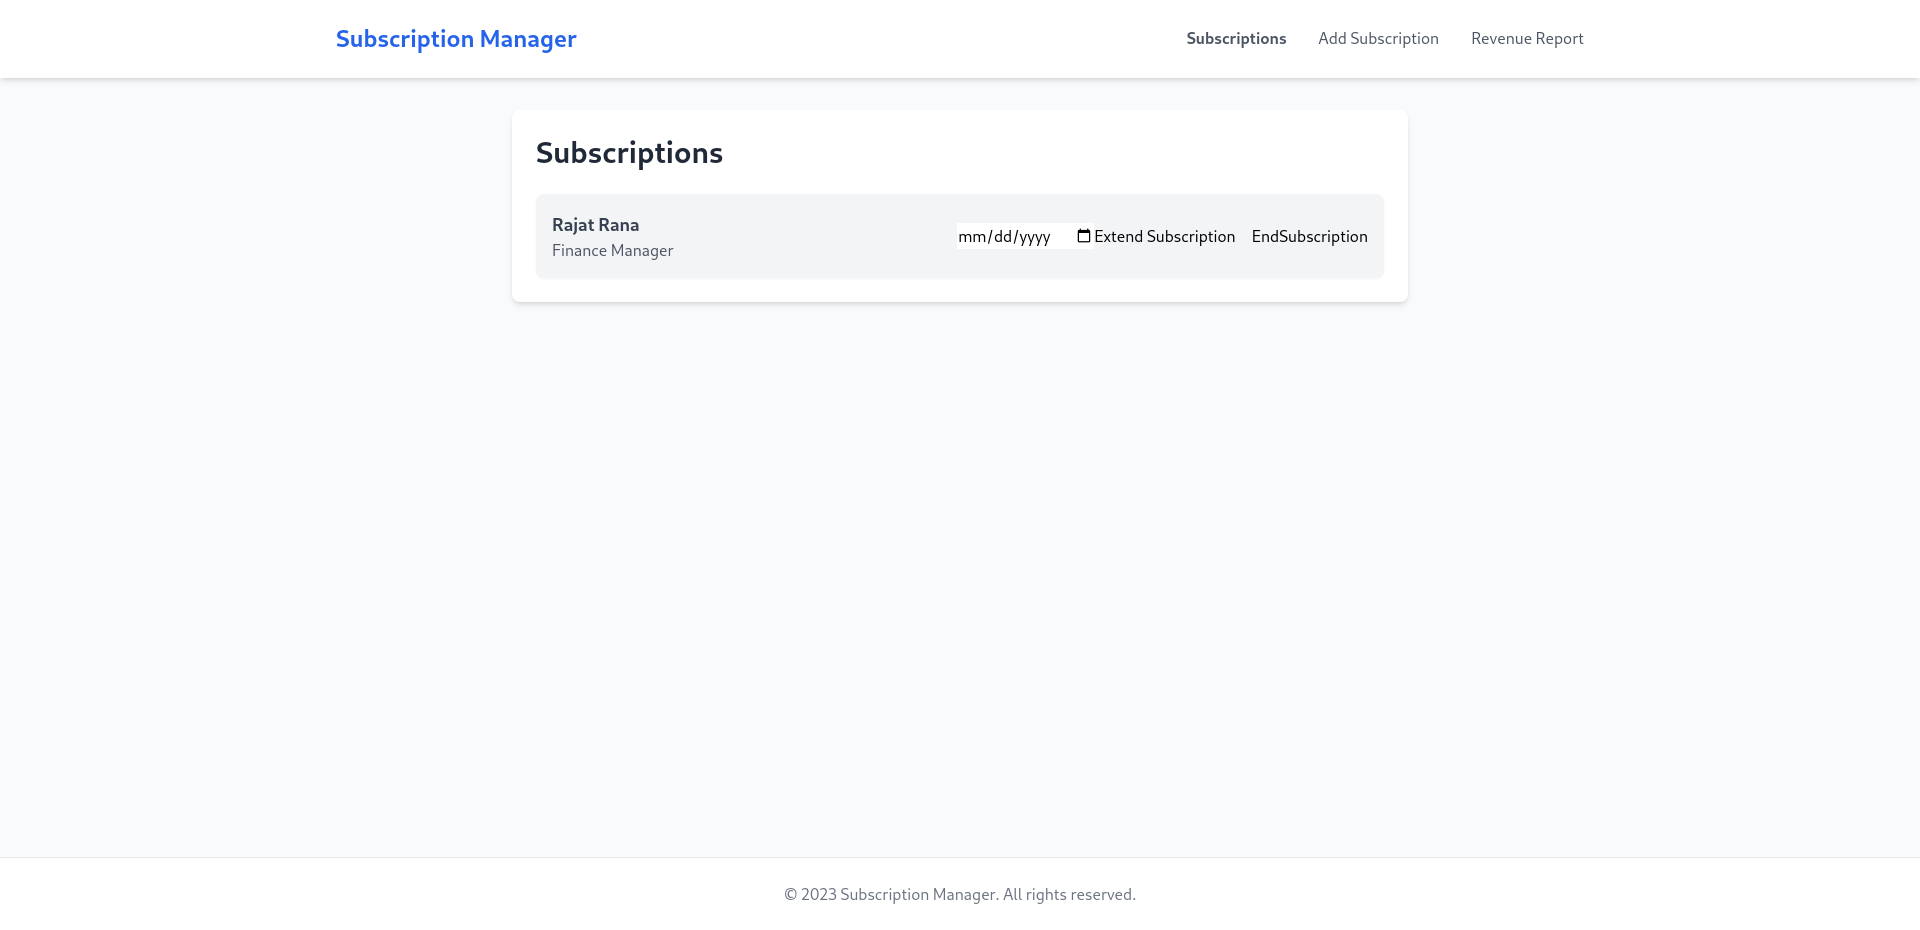 Subscription Manager
Subscriptions Add Subscription Revenue Report
Subscriptions
Rajat Rana
Finance Manager
mm/dd/yyyy Extend Subscription EndSubscription
© 2023 Subscription Manager. All rights reserved.